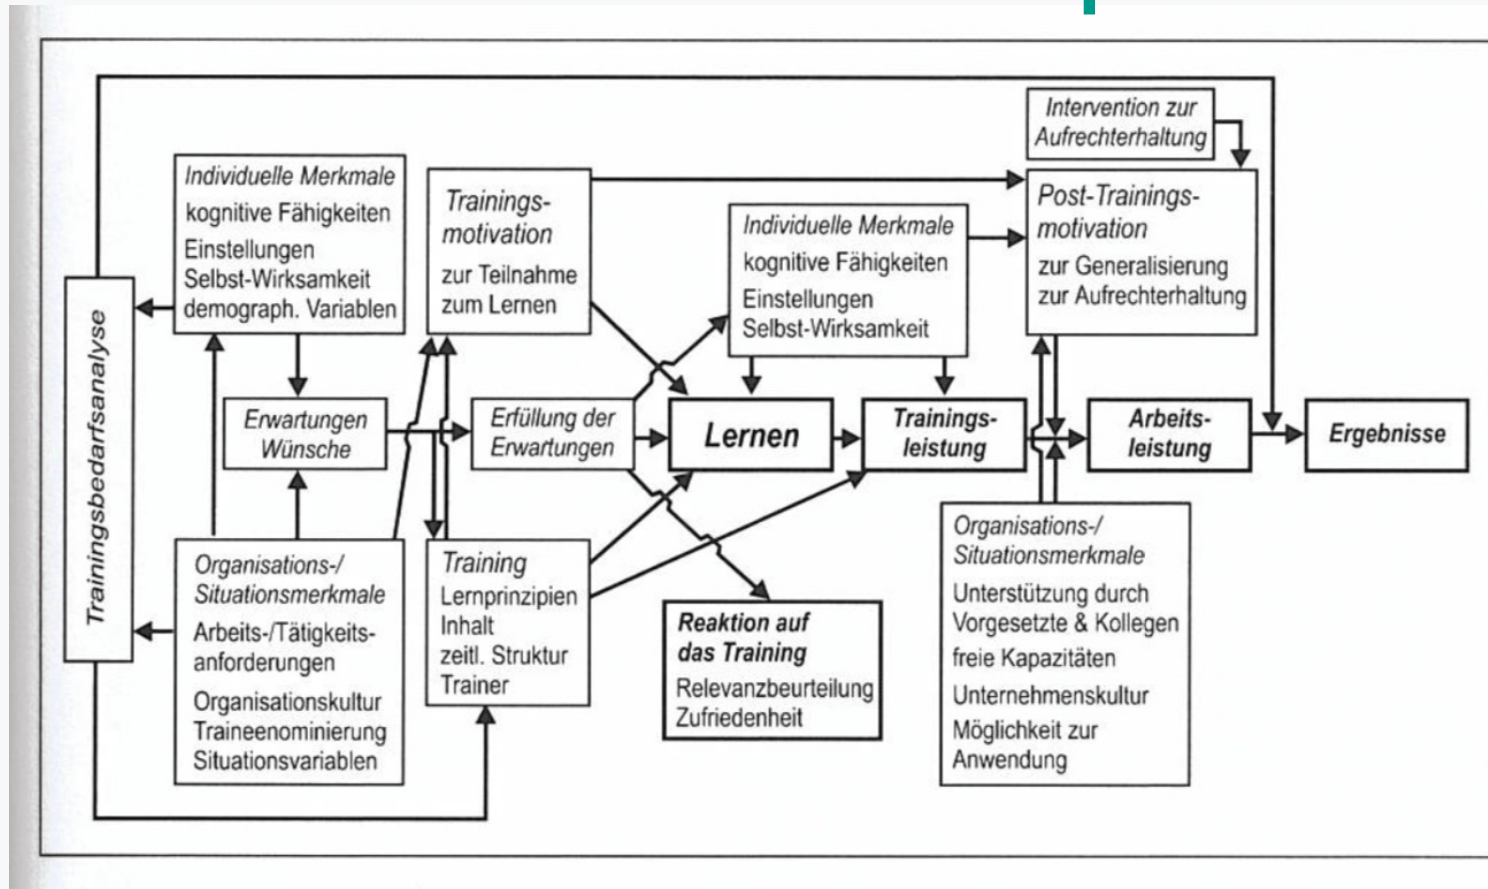 Intervention zur
Aufrechterhaltung
Individuelle Merkmale
kognitive Fähigkeiten
Einstellungen
Selbst-Wirksamkeit
demograph. Variablen
Trainings-
motivation
zur Teilnahme
zum Lernen
Individuelle Merkmale
kognitive Fähigkeiten
Einstellungen
Selbst-Wirksamkeit
Post-Trainings-
motivation
zur Generalisierung
zur Aufrechterhaltung
Trainingsbedarfsanalyse
Erwartungen
Wünsche
Erfüllung der
Erwartungen
Lernen
Trainings-
leistung
Arbeits-
leistung
Ergebnisse
Organisations-/
Situationsmerkmale
Arbeits-/Tätigkeits-
anforderungen
Organisationskultur
Traineenominierung
Situationsvariablen
Training
Lernprinzipien
Inhalt
zeitl. Struktur
Trainer
Reaktion auf
das Training
Relevanzbeurteilung
Zufriedenheit
Organisations-/
Situationsmerkmale
Unterstützung durch
Vorgesetzte & Kollegen
freie Kapazitäten
Unternehmenskultur
Möglichkeit zur
Anwendung